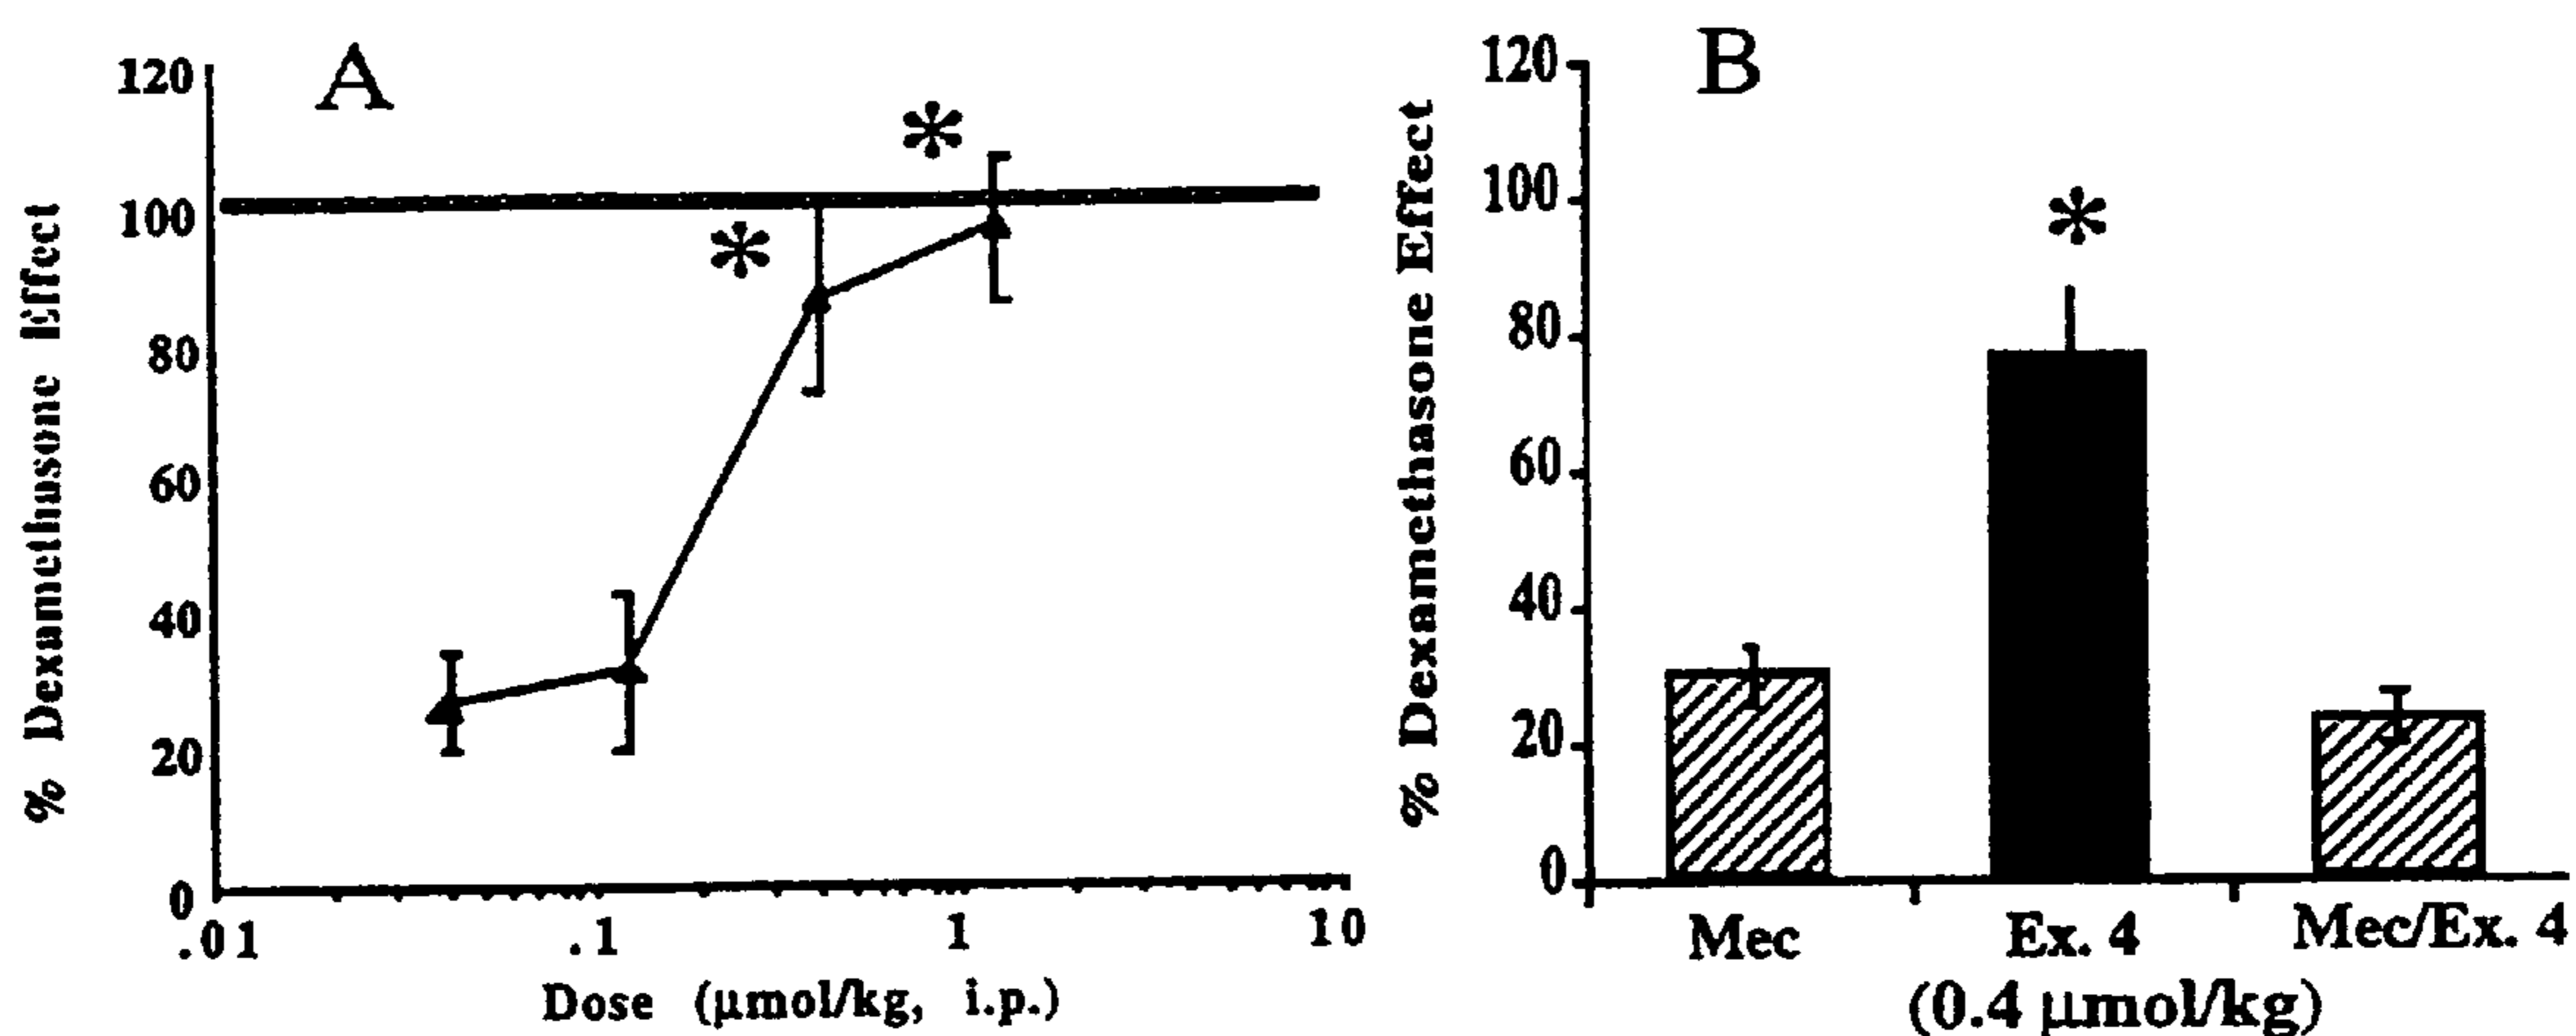 A
% Dexamethasone Effect
120
100
80
60
40
20
0
.01 .1 1 10
Dose (μmol/kg, i.p.)
*
*
B
% Dexamethasone Effect
120
100
80
60
40
20
0
*
Mec Ex. 4 Mec/Ex. 4
(0.4 μmol/kg)